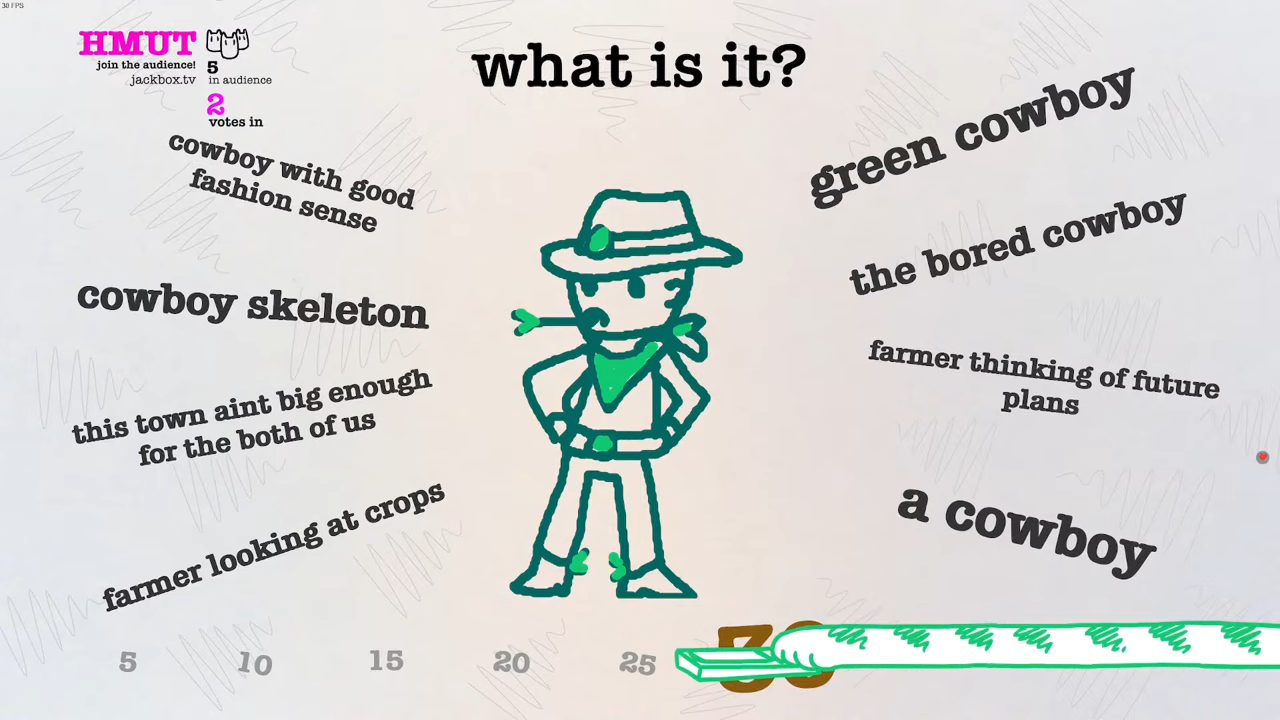 30 FPS
HMUT
join the audience!
jackbox.tv
5
in audience
2
votes in
what is it?
cowboy with good
fashion sense
cowboy skeleton
this town aint big enough
for the both of us
farmer looking at crops
green cowboy
the bored cowboy
farmer thinking of future
plans
a cowboy
5 10 15 20 25 30